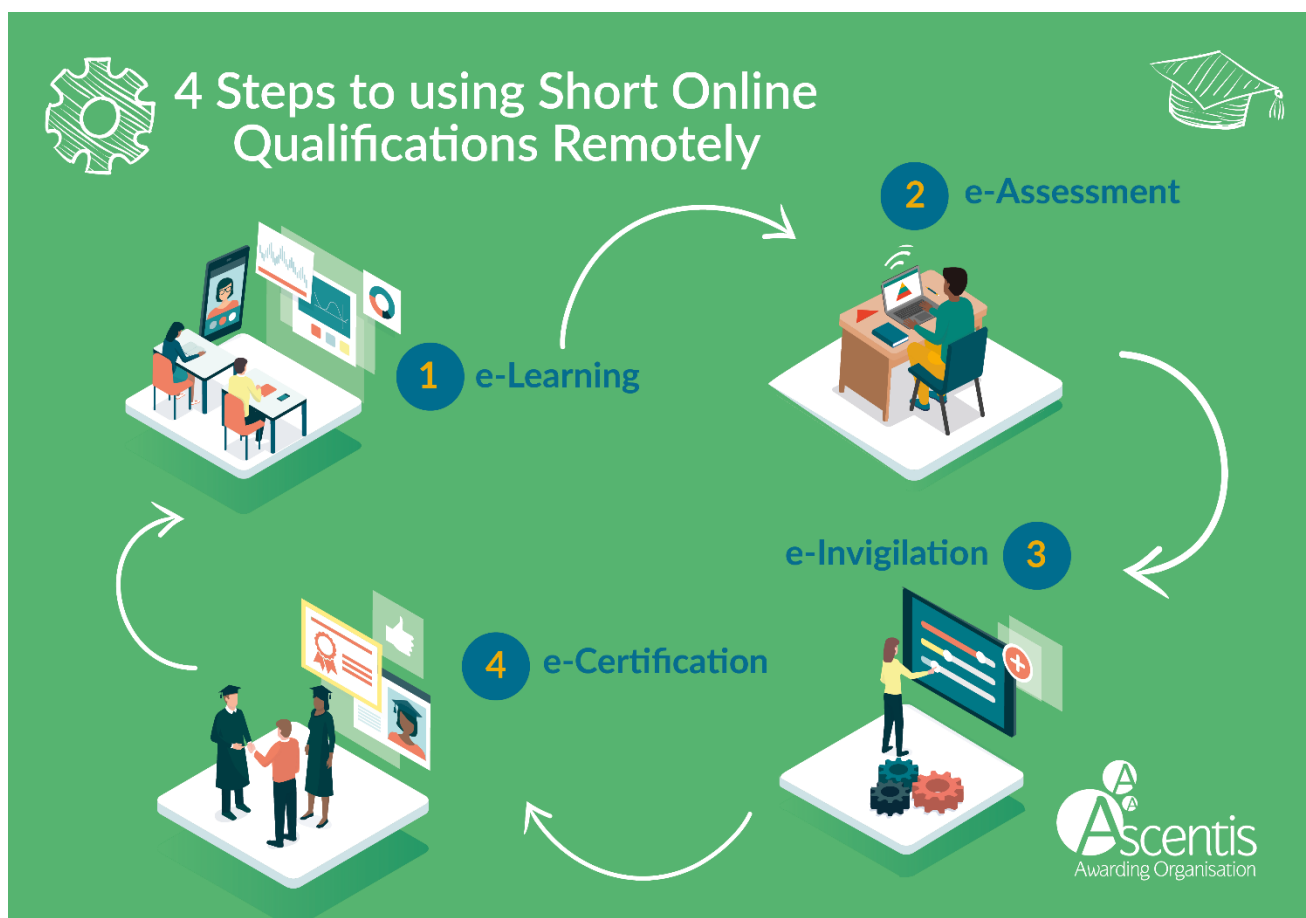 4 Steps to using Short Online
Qualifications Remotely
1 e-Learning
2 e-Assessment
e-Invigilation 3
4 e-Certification
A
A
Ascentis
Awarding Organisation